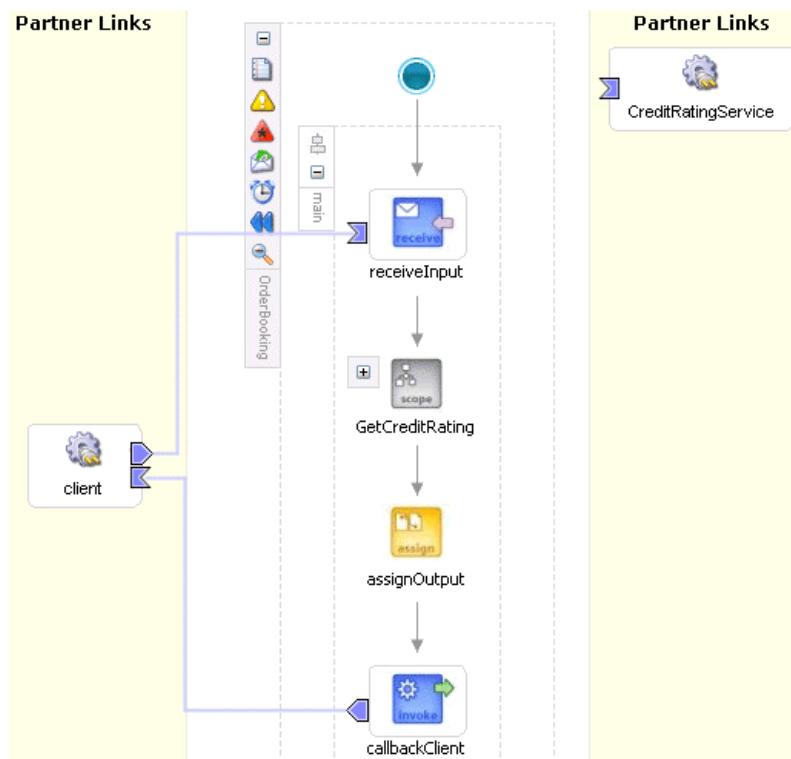 Partner Links
Partner Links
CreditRatingService
main
receive
receiveInput
OrderBooking
scope
GetCreditRating
client
assign
assignOutput
invoke
callbackClient